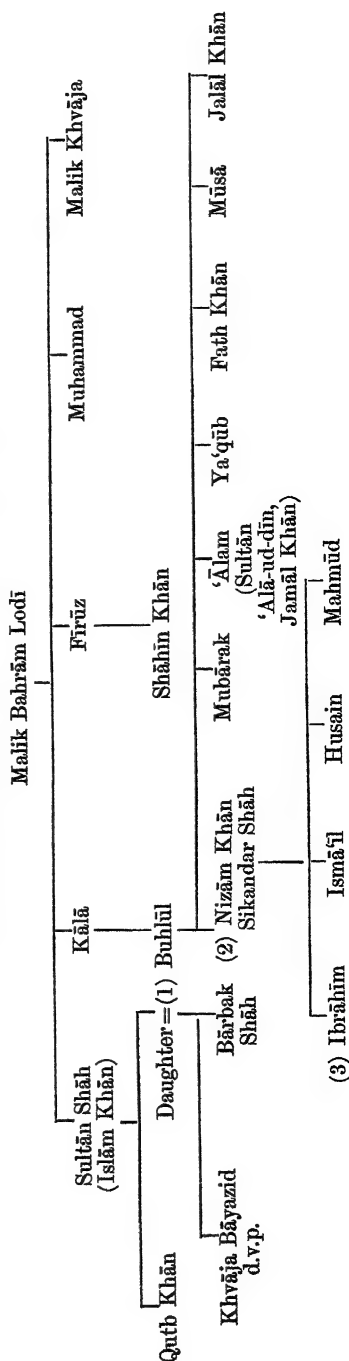 Malik Bahrām Lodī
Sultān Shāh
(Islām Khān)
Kālā
Fīrūz
Muhammad
Malik Khvāja
Qutb Khān
Daughter=(1) Buhlūl
Shāhīn Khān
Khvāja Bāyazid
d.v.p.
Bārbak
Shāh
(2) Nizām Khān
Sikandar Shāh
Mubārak
‘Ālam
(Sultān
‘Alā-ud-dīn,
Jamāl Khān)
Ya‘qūb
Fath Khān
Mūsā
Jalāl Khān
(3) Ibrāhīm
Ismā‘īl
Husain
Mahmūd